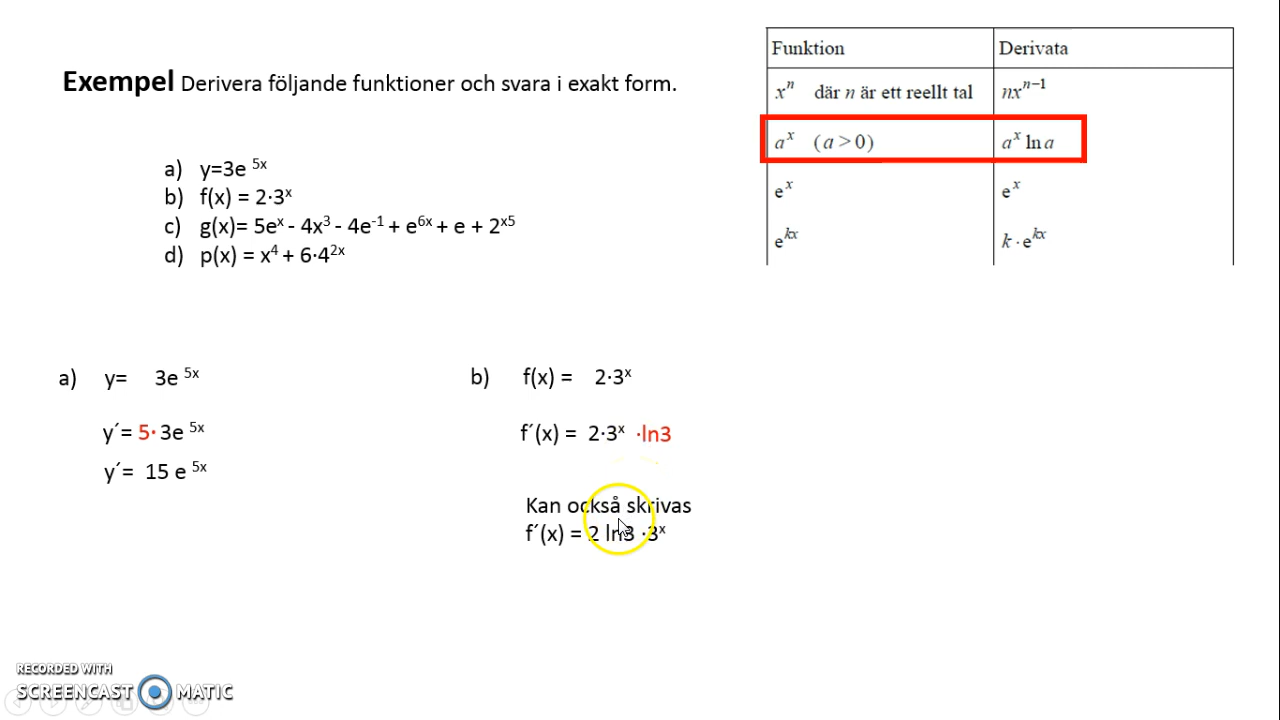 Exempel Derivera följande funktioner och svara i exakt form.
a) y=3e ⁵ˣ
b) f(x) = 2·3ˣ
c) g(x)= 5eˣ - 4x³ - 4e⁻¹ + e⁶ˣ + e + 2ˣ⁵
d) p(x) = x⁴ + 6·4²ˣ
Funktion Derivata
xⁿ där n är ett reellt tal nxⁿ⁻¹
aˣ (a > 0) aˣ ln a
eˣ eˣ
eᵏˣ k · eᵏˣ
a) y= 3e ⁵ˣ
y´= 5· 3e ⁵ˣ
y´= 15 e ⁵ˣ
b) f(x) = 2·3ˣ
f´(x) = 2·3ˣ ·ln3
Kan också skrivas
f´(x) = 2 ln3 ·3ˣ
RECORDED WITH
SCREENCAST MATIC